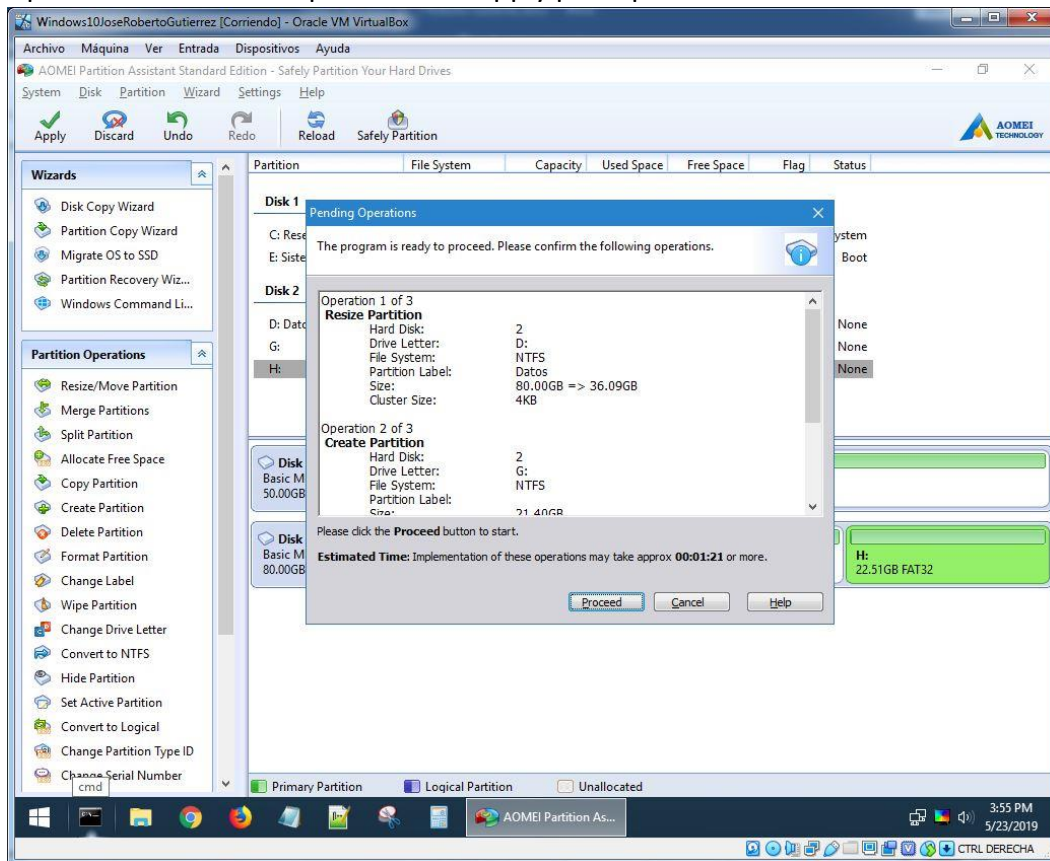 Windows10JoseRobertoGutierrez [Corriendo] - Oracle VM VirtualBox
Archivo Máquina Ver Entrada Dispositivos Ayuda
AOMEI Partition Assistant Standard Edition - Safely Partition Your Hard Drives
System Disk Partition Wizard Settings Help
Apply Discard Undo Redo Reload Safely Partition
AOMEI
TECHNOLOGY
Wizards
Disk Copy Wizard
Partition Copy Wizard
Migrate OS to SSD
Partition Recovery Wiz...
Windows Command Li...
Partition Operations
Resize/Move Partition
Merge Partitions
Split Partition
Allocate Free Space
Copy Partition
Create Partition
Delete Partition
Format Partition
Change Label
Wipe Partition
Change Drive Letter
Convert to NTFS
Hide Partition
Set Active Partition
Convert to Logical
Change Partition Type ID
Change Serial Number
cmd
Partition File System Capacity Used Space Free Space Flag Status
Disk 1
C: Rese ystem
E: Siste Boot
Disk 2
D: Dato None
G: None
H: None
Pending Operations
The program is ready to proceed. Please confirm the following operations.
Operation 1 of 3
Resize Partition
Hard Disk: 2
Drive Letter: D:
File System: NTFS
Partition Label: Datos
Size: 80.00GB => 36.09GB
Cluster Size: 4KB
Operation 2 of 3
Create Partition
Hard Disk: 2
Drive Letter: G:
File System: NTFS
Partition Label:
Size: 21.40GB
Please click the Proceed button to start.
Estimated Time: Implementation of these operations may take approx 00:01:21 or more.
Proceed Cancel Help
Disk
Basic M
50.00GB
Disk
Basic M
80.00GB
H:
22.51GB FAT32
Primary Partition Logical Partition Unallocated
AOMEI Partition As...
3:55 PM
5/23/2019
CTRL DERECHA